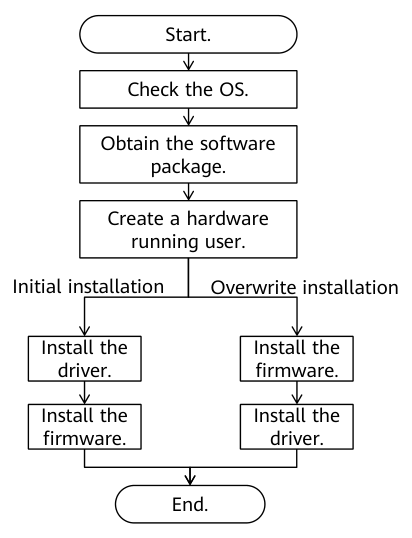 Start.
Check the OS.
Obtain the software
package.
Create a hardware
running user.
Initial installation
Overwrite installation
Install the
driver.
Install the
firmware.
Install the
firmware.
Install the
driver.
End.